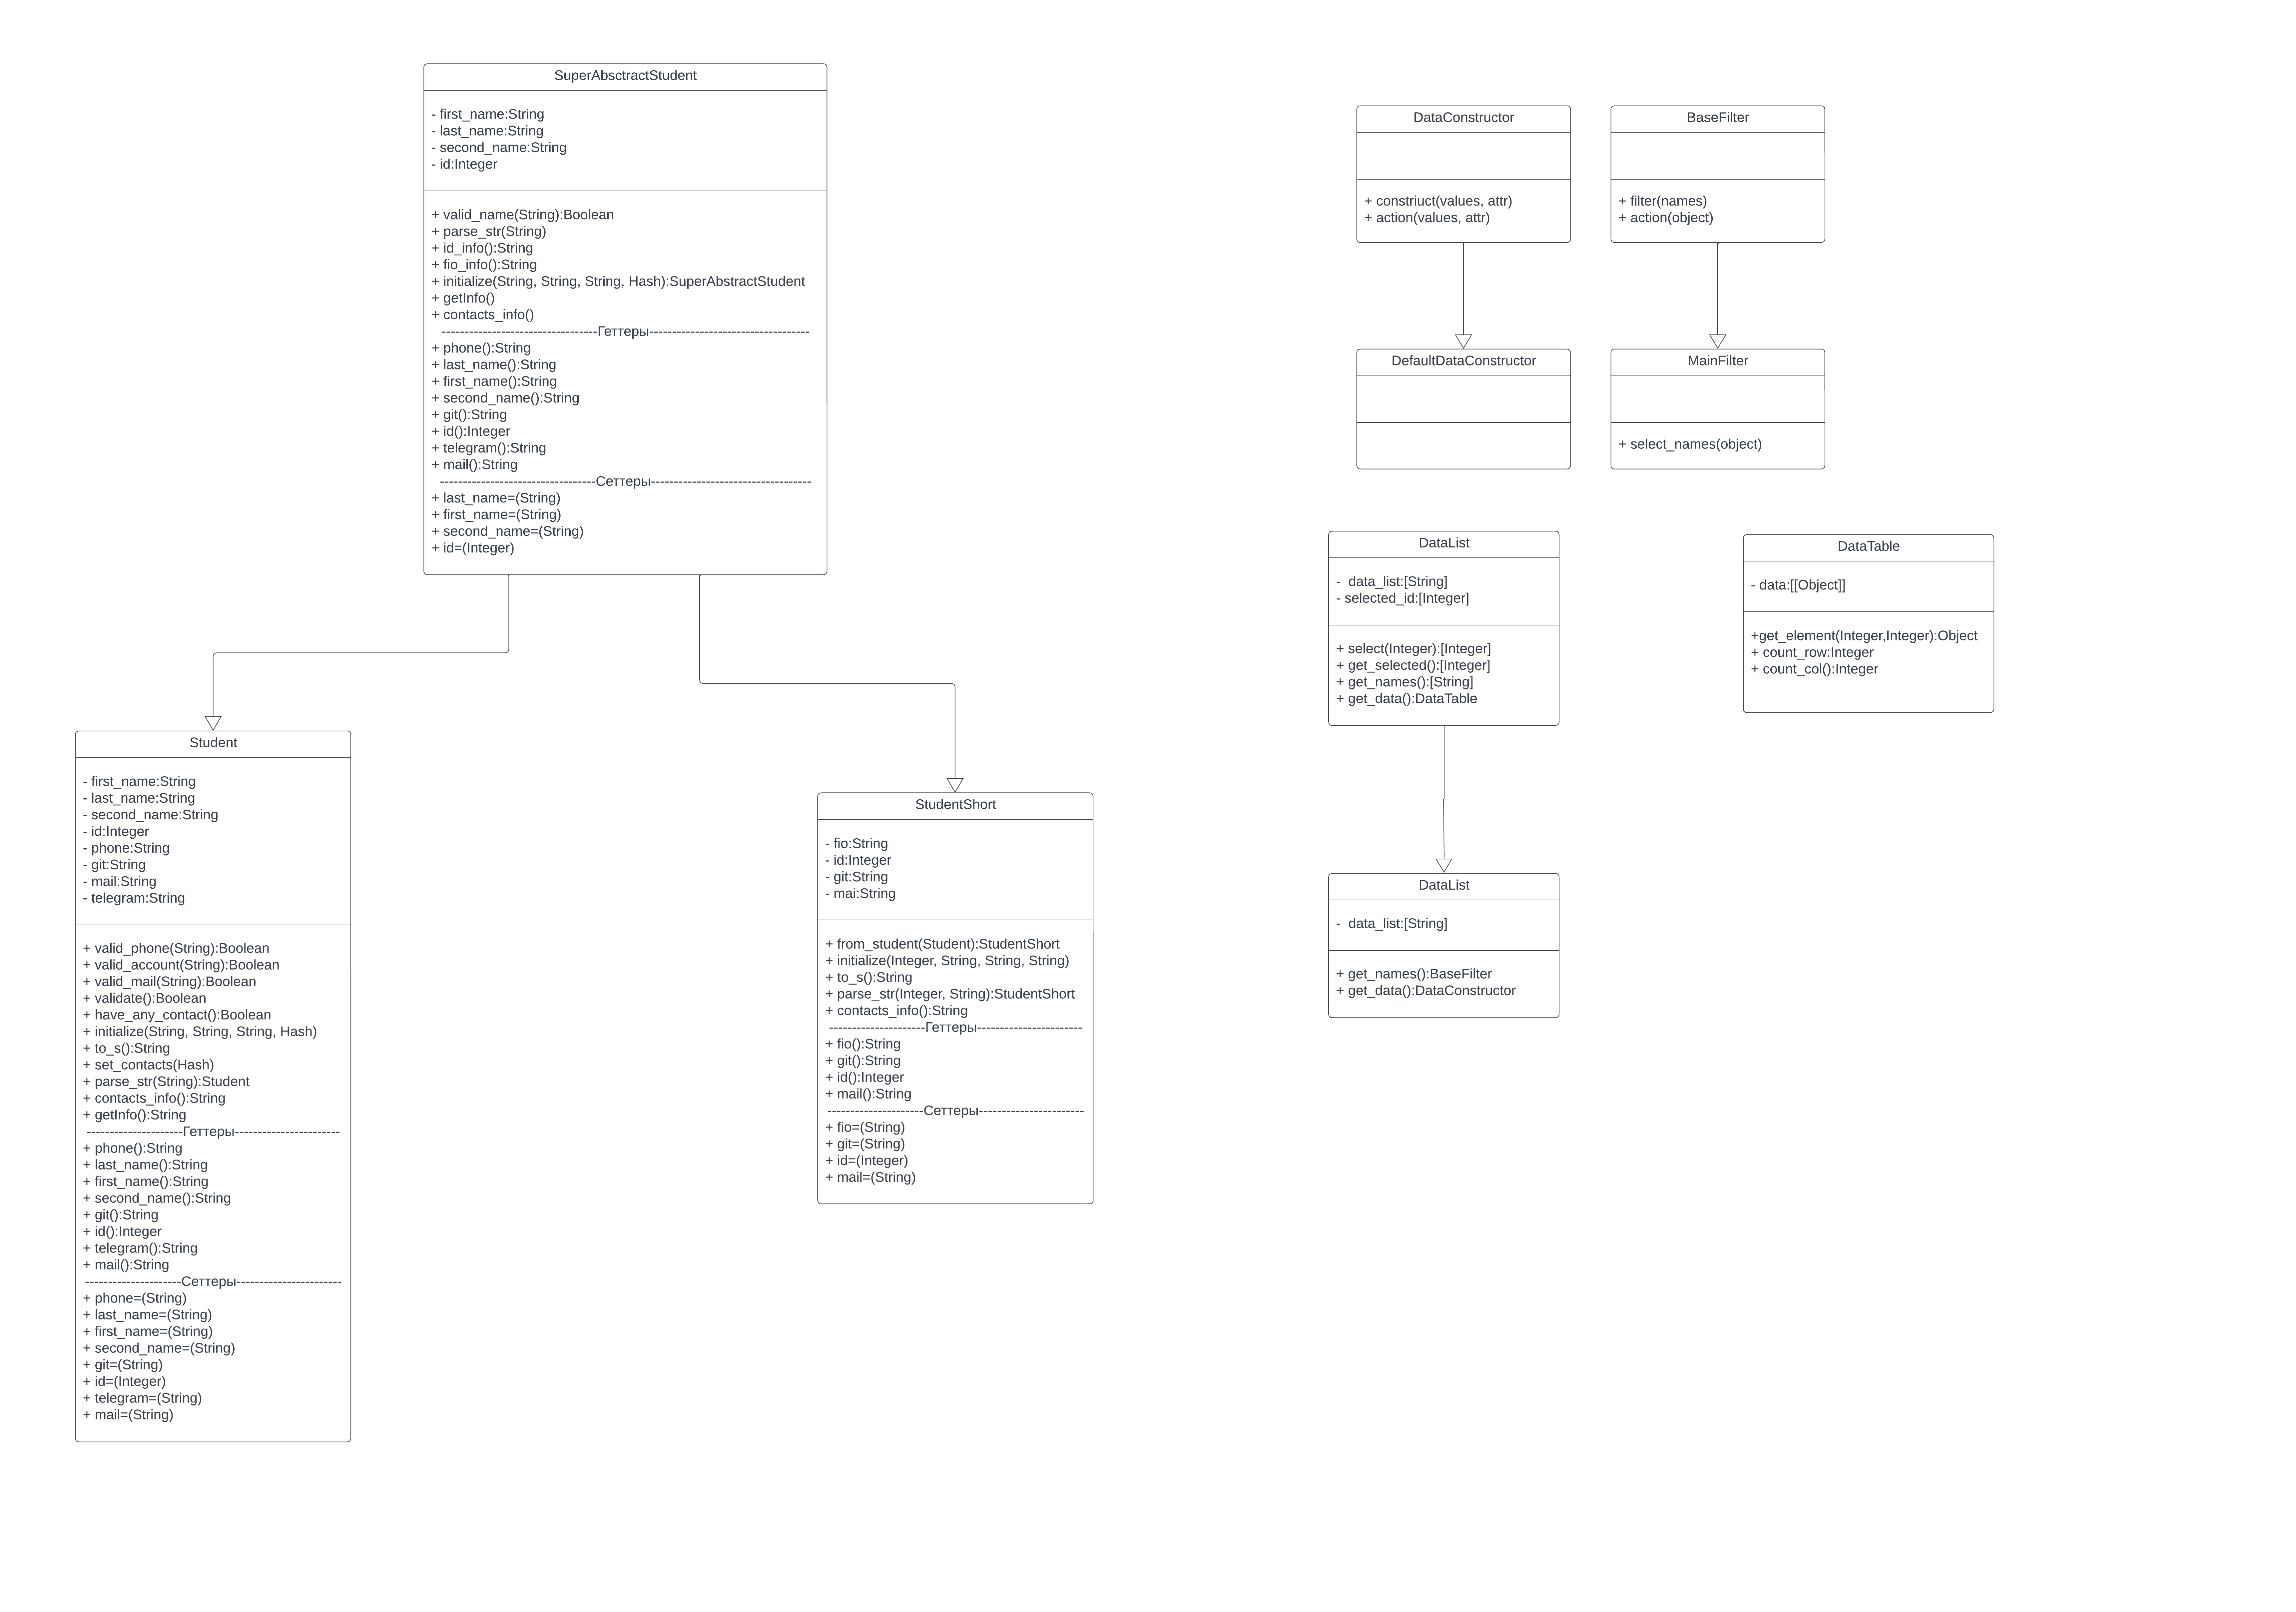 SuperAbsctractStudent
- first_name:String
- last_name:String
- second_name:String
- id:Integer
+ valid_name(String):Boolean
+ parse_str(String)
+ id_info():String
+ fio_info():String
+ initialize(String, String, String, Hash):SuperAbstractStudent
+ getInfo()
+ contacts_info()
----------------------------------Геттеры-----------------------------------
+ phone():String
+ last_name():String
+ first_name():String
+ second_name():String
+ git():String
+ id():Integer
+ telegram():String
+ mail():String
----------------------------------Сеттеры-----------------------------------
+ last_name=(String)
+ first_name=(String)
+ second_name=(String)
+ id=(Integer)
Student
- first_name:String
- last_name:String
- second_name:String
- id:Integer
- phone:String
- git:String
- mail:String
- telegram:String
+ valid_phone(String):Boolean
+ valid_account(String):Boolean
+ valid_mail(String):Boolean
+ validate():Boolean
+ have_any_contact():Boolean
+ initialize(String, String, String, Hash)
+ to_s():String
+ set_contacts(Hash)
+ parse_str(String):Student
+ contacts_info():String
+ getInfo():String
---------------------Геттеры-----------------------
+ phone():String
+ last_name():String
+ first_name():String
+ second_name():String
+ git():String
+ id():Integer
+ telegram():String
+ mail():String
---------------------Сеттеры-----------------------
+ phone=(String)
+ last_name=(String)
+ first_name=(String)
+ second_name=(String)
+ git=(String)
+ id=(Integer)
+ telegram=(String)
+ mail=(String)
StudentShort
- fio:String
- id:Integer
- git:String
- mai:String
+ from_student(Student):StudentShort
+ initialize(Integer, String, String, String)
+ to_s():String
+ parse_str(Integer, String):StudentShort
+ contacts_info():String
---------------------Геттеры-----------------------
+ fio():String
+ git():String
+ id():Integer
+ mail():String
---------------------Сеттеры-----------------------
+ fio=(String)
+ git=(String)
+ id=(Integer)
+ mail=(String)
DataConstructor
+ constriuct(values, attr)
+ action(values, attr)
BaseFilter
+ filter(names)
+ action(object)
DefaultDataConstructor
MainFilter
+ select_names(object)
DataList
- data_list:[String]
- selected_id:[Integer]
+ select(Integer):[Integer]
+ get_selected():[Integer]
+ get_names():[String]
+ get_data():DataTable
DataTable
- data:[[Object]]
+get_element(Integer,Integer):Object
+ count_row:Integer
+ count_col():Integer
DataList
- data_list:[String]
+ get_names():BaseFilter
+ get_data():DataConstructor